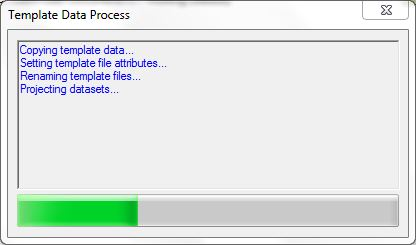 Template Data Process
Copying template data...
Setting template file attributes...
Renaming template files...
Projecting datasets...